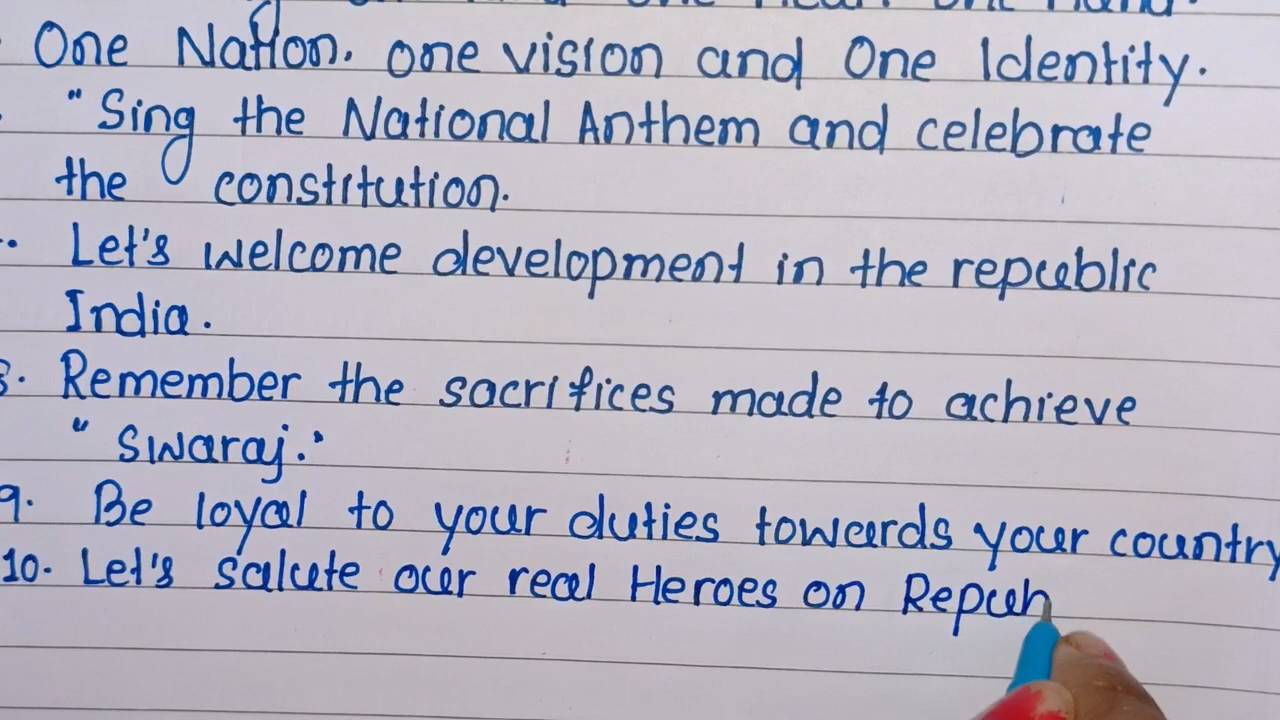 One Nation. one vision and One Identity.
" Sing the National Anthem and celebrate
the constitution.
Let's welcome development in the republic
India.
8. Remember the sacrifices made to achieve
" Swaraj."
9. Be loyal to your duties towards your country
10. Let's salute our real Heroes on Repub